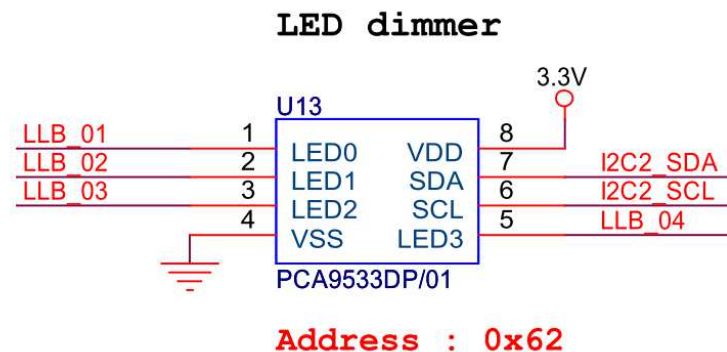 LED dimmer
3.3V
U13
LLB_01 1 LED0 VDD 8
LLB_02 2 LED1 SDA 7 I2C2_SDA
LLB_03 3 LED2 SCL 6 I2C2_SCL
4 VSS LED3 5 LLB_04
PCA9533DP/01
Address : 0x62